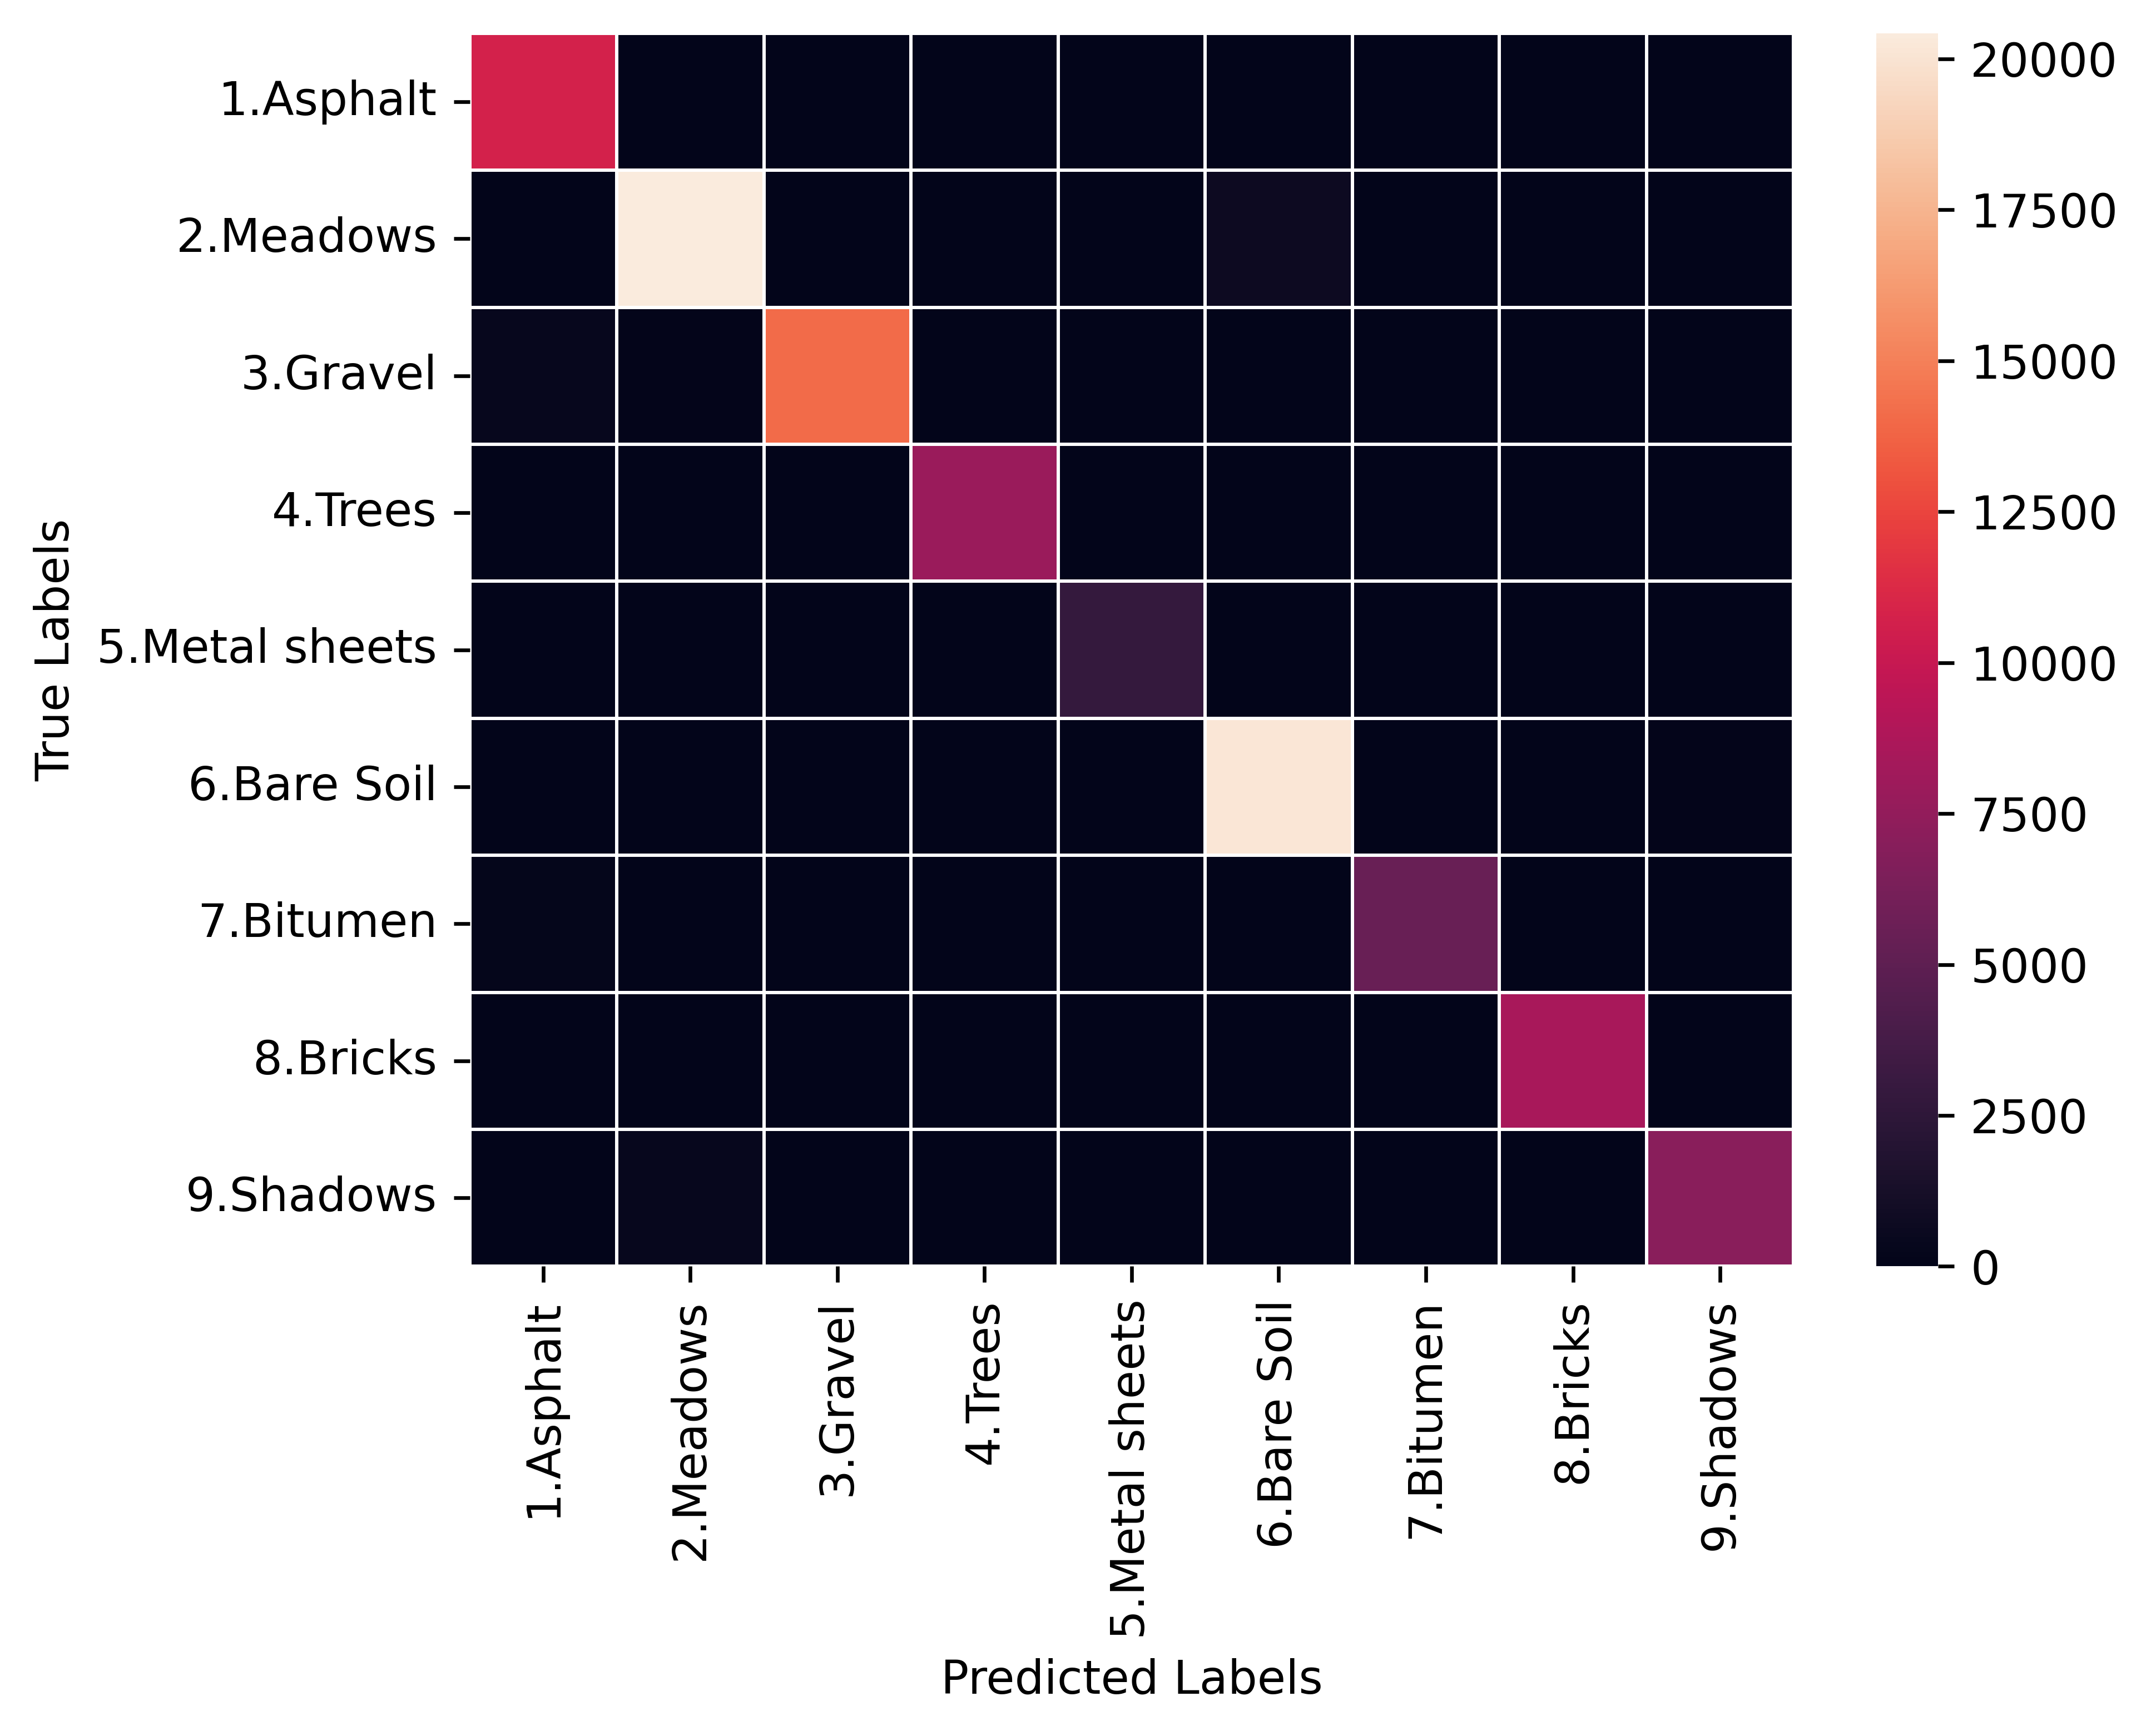 True Labels
1.Asphalt
2.Meadows
3.Gravel
4.Trees
5.Metal sheets
6.Bare Soil
7.Bitumen
8.Bricks
9.Shadows
1.Asphalt
2.Meadows
3.Gravel
4.Trees
5.Metal sheets
6.Bare Soil
7.Bitumen
8.Bricks
9.Shadows
Predicted Labels
20000
17500
15000
12500
10000
7500
5000
2500
0